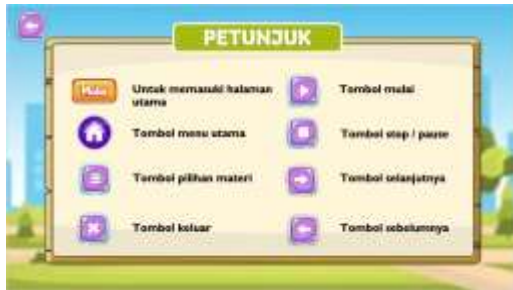 PETUNJUK
Mulai
Untuk memasuki halaman
utama
Tombol menu utama
Tombol pilihan materi
Tombol keluar
Tombol mulai
Tombol stop / pause
Tombol selanjutnya
Tombol sebelumnya